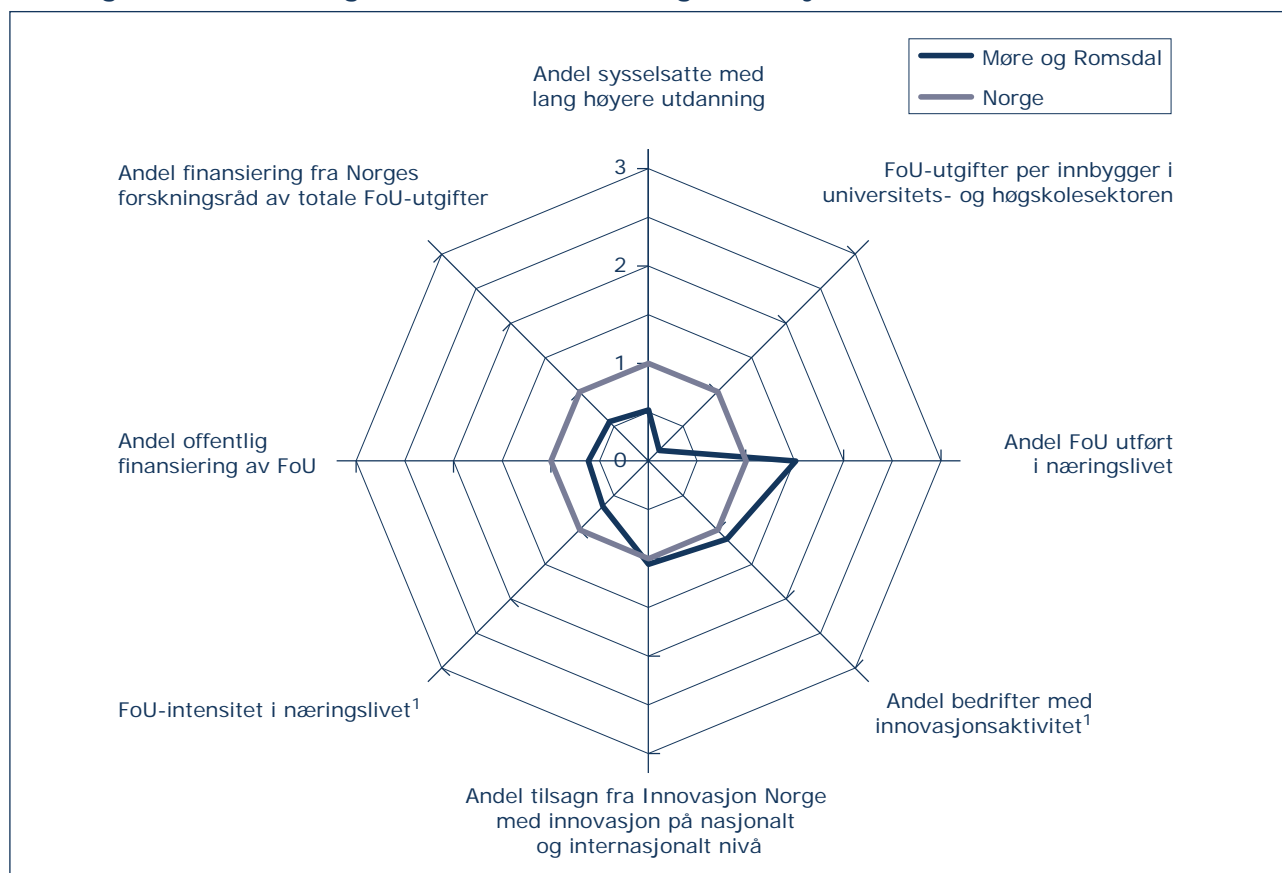 Møre og Romsdal
Norge
Andel sysselsatte med
lang høyere utdanning
FoU-utgifter per innbygger i
universitets- og høgskolesektoren
Andel FoU utført
i næringslivet
Andel bedrifter med
innovasjonsaktivitet¹
Andel tilsagn fra Innovasjon Norge
med innovasjon på nasjonalt
og internasjonalt nivå
FoU-intensitet i næringslivet¹
Andel offentlig
finansiering av FoU
Andel finansiering fra Norges
forskningsråd av totale FoU-utgifter
3
2
1
0